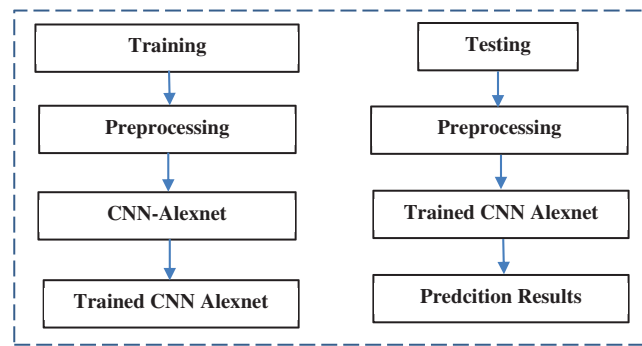 Training
Preprocessing
CNN-Alexnet
Trained CNN Alexnet
Testing
Preprocessing
Trained CNN Alexnet
Predcition Results